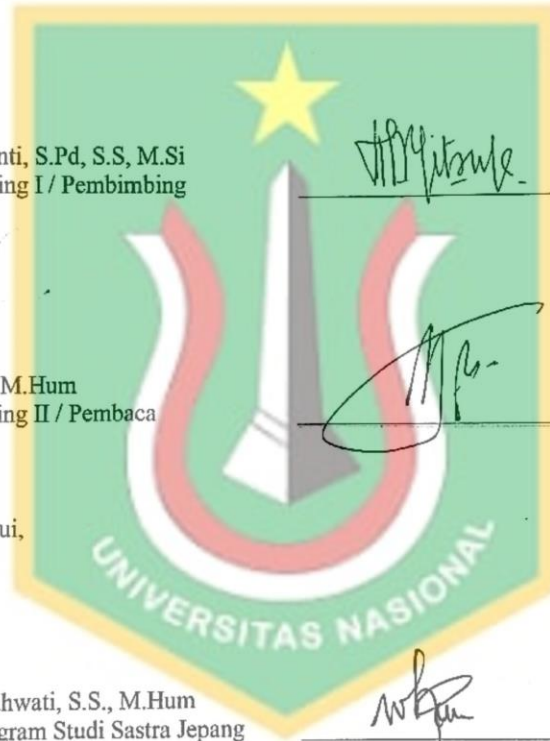 nti, S.Pd, S.S, M.Si
ing I / Pembimbing
M.Hum
ing II / Pembaca
ui,
UNIVERSITAS NASIONAL
hwati, S.S., M.Hum
gram Studi Sastra Jepang